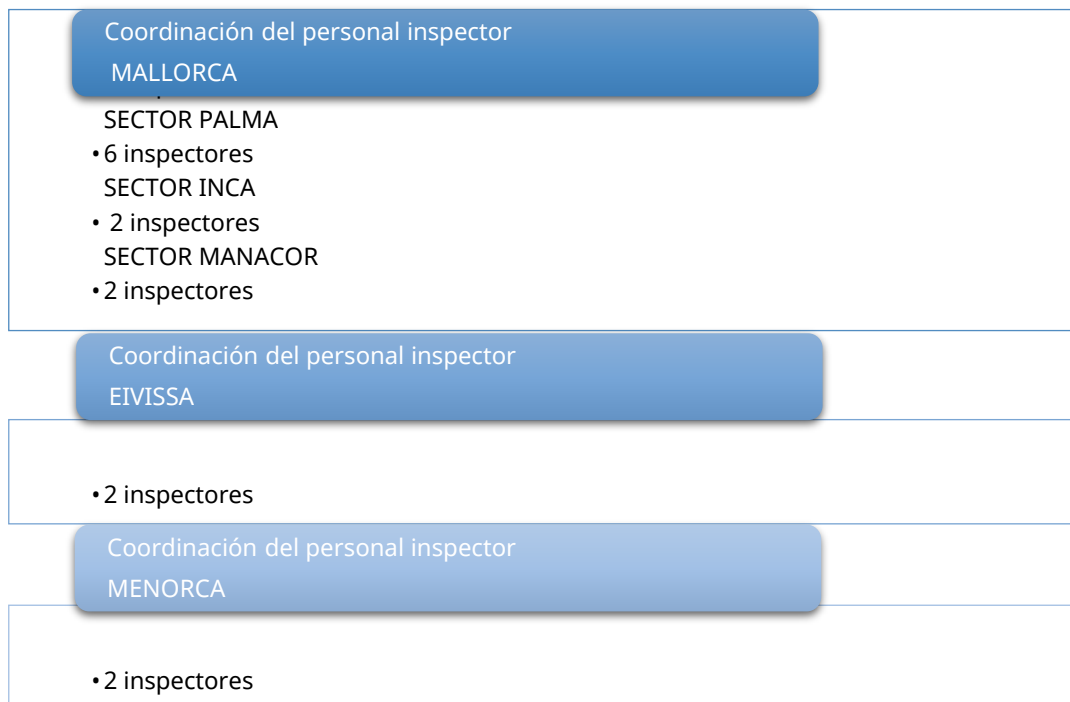 Coordinación del personal inspector
MALLORCA
SECTOR PALMA
• 6 inspectores
SECTOR INCA
• 2 inspectores
SECTOR MANACOR
• 2 inspectores
Coordinación del personal inspector
EIVISSA
• 2 inspectores
Coordinación del personal inspector
MENORCA
• 2 inspectores